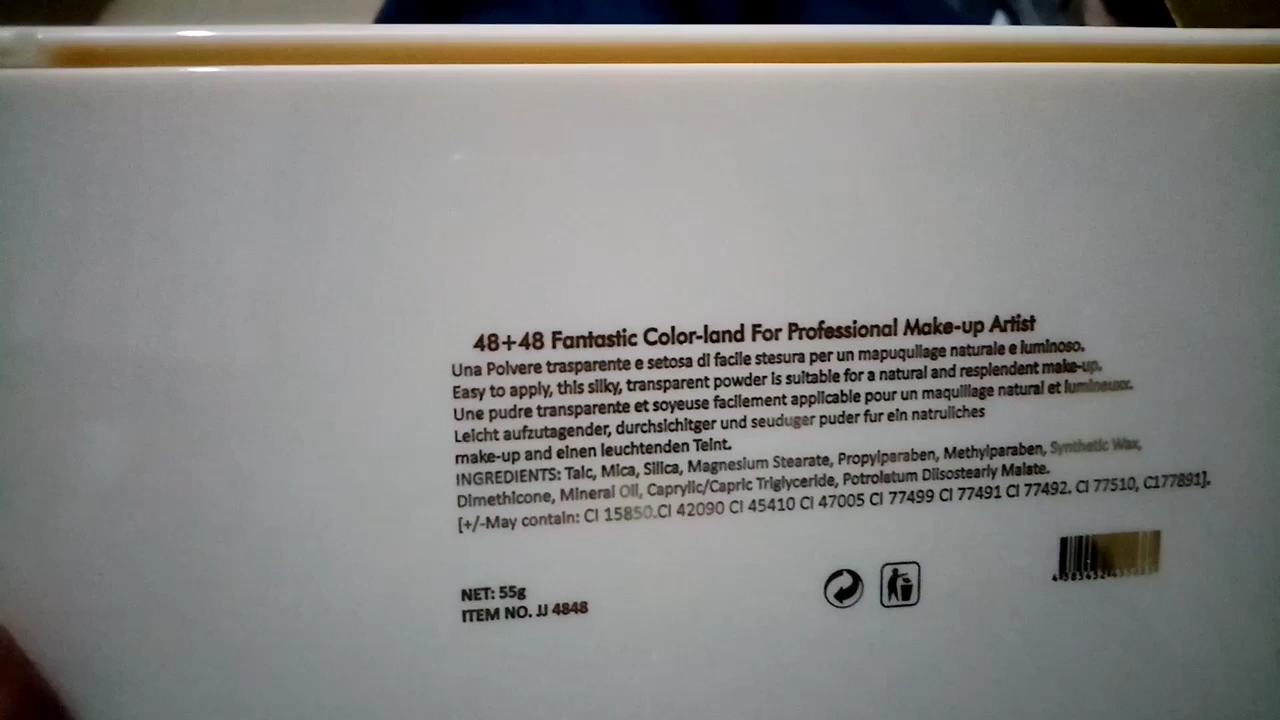 48+48 Fantastic Color-land For Professional Make-up Artist
Una Polvere trasparente e setosa di facile stesura per un mapuqullage naturale e luminoso.
Easy to apply, this silky, transparent powder is suitable for a natural and resplendent make-up.
Une pudre transparente et soyeuse facilement applicable pour un maquillage natural et lumineuxx.
Leicht aufzutagender, durchsichitger und seuduger puder fur ein natruliches
make-up and einen leuchtenden Teint.
INGREDIENTS: Talc, Mica, Silica, Magnesium Stearate, Propylparaben, Methylparaben, Synthetic Wax,
Dimethicone, Mineral Oil, Caprylic/Capric Triglyceride, Potrolatum Diisostearly Malate.
[+/-May contain: CI 15850.CI 42090 CI 45410 CI 47005 CI 77499 CI 77491 CI 77492. CI 77510, C177891].
NET: 55g
ITEM NO. JJ 4848